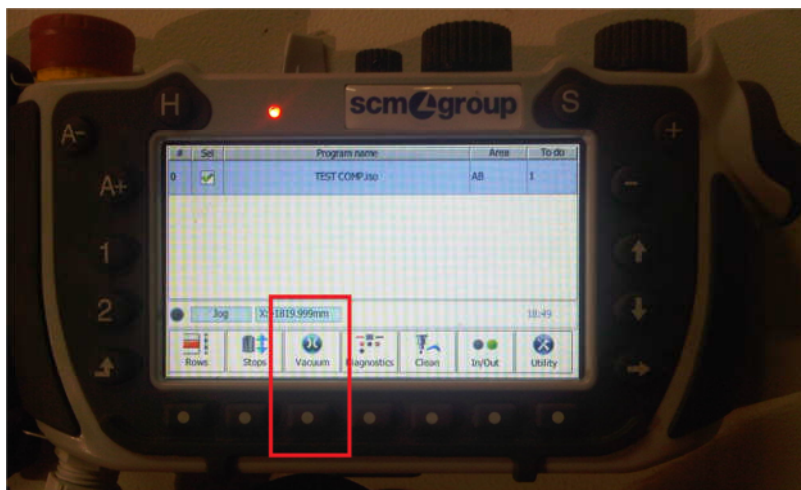 H
scm group
S
A-
+
# Sel Program name Area To do
0 TEST COMP.iso AB 1
A+
-
1
2
Jog X: -1819.999mm 18:49
Rows Stops Vacuum Diagnostics Clean In/Out Utility